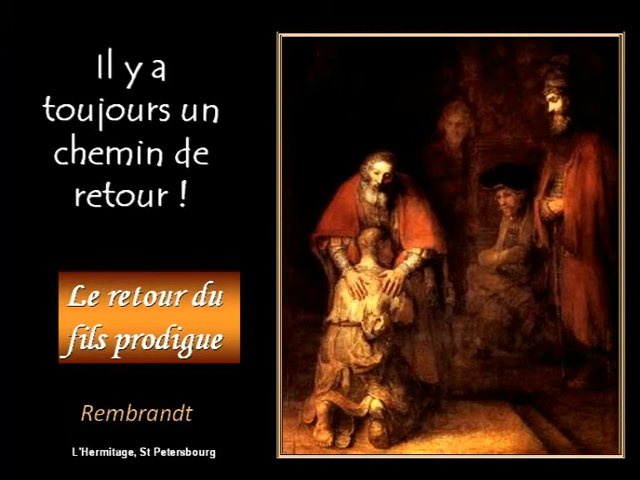 Il y a
toujours un
chemin de
retour !
Le retour du
fils prodigue
Rembrandt
L'Hermitage, St Petersbourg